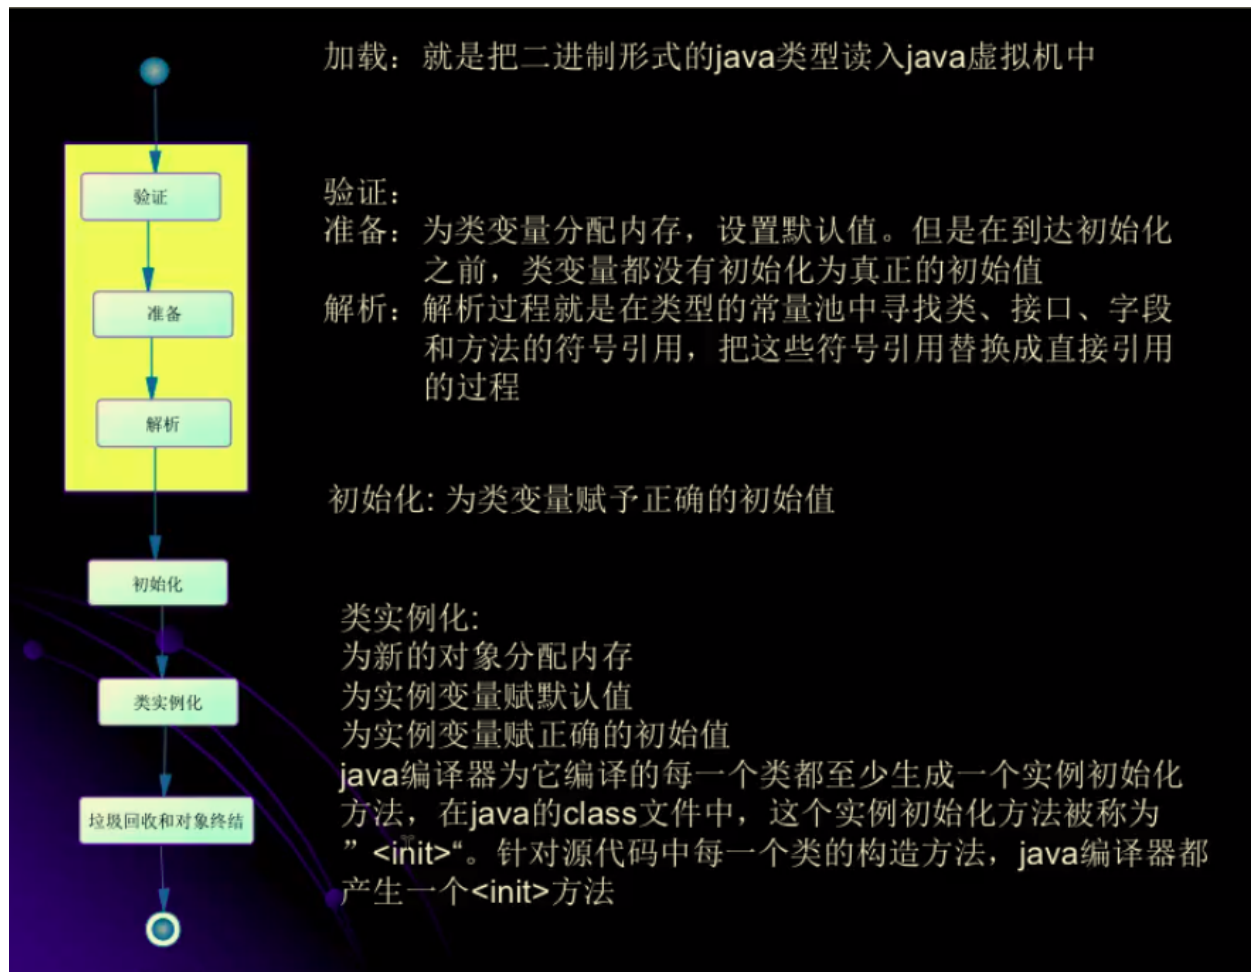 加载：就是把二进制形式的java类型读入java虚拟机中
验证：
准备：为类变量分配内存，设置默认值。但是在到达初始化
之前，类变量都没有初始化为真正的初始值
解析：解析过程就是在类型的常量池中寻找类、接口、字段
和方法的符号引用，把这些符号引用替换成直接引用
的过程
初始化: 为类变量赋予正确的初始值
类实例化:
为新的对象分配内存
为实例变量赋默认值
为实例变量赋正确的初始值
java编译器为它编译的每一个类都至少生成一个实例初始化
方法，在java的class文件中，这个实例初始化方法被称为
”<init>“。针对源代码中每一个类的构造方法，java编译器都
产生一个<init>方法
验证
准备
解析
初始化
类实例化
垃圾回收和对象终结